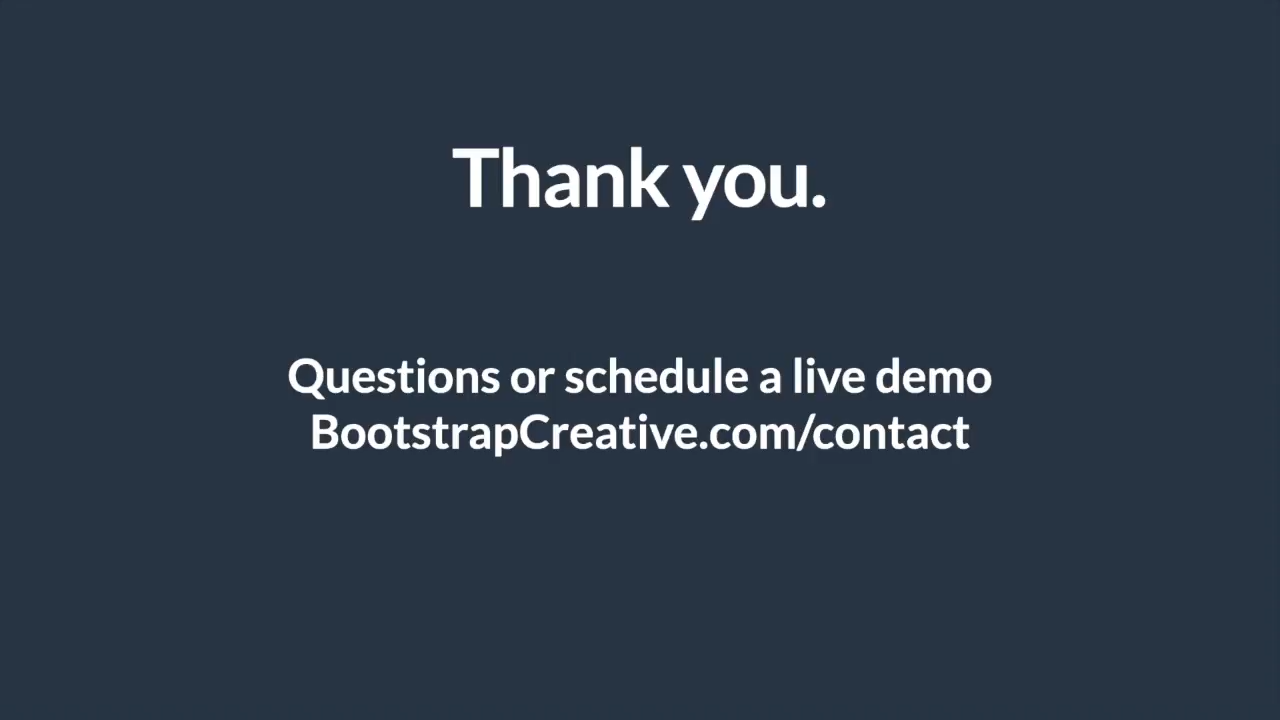 Thank you.
Questions or schedule a live demo
BootstrapCreative.com/contact